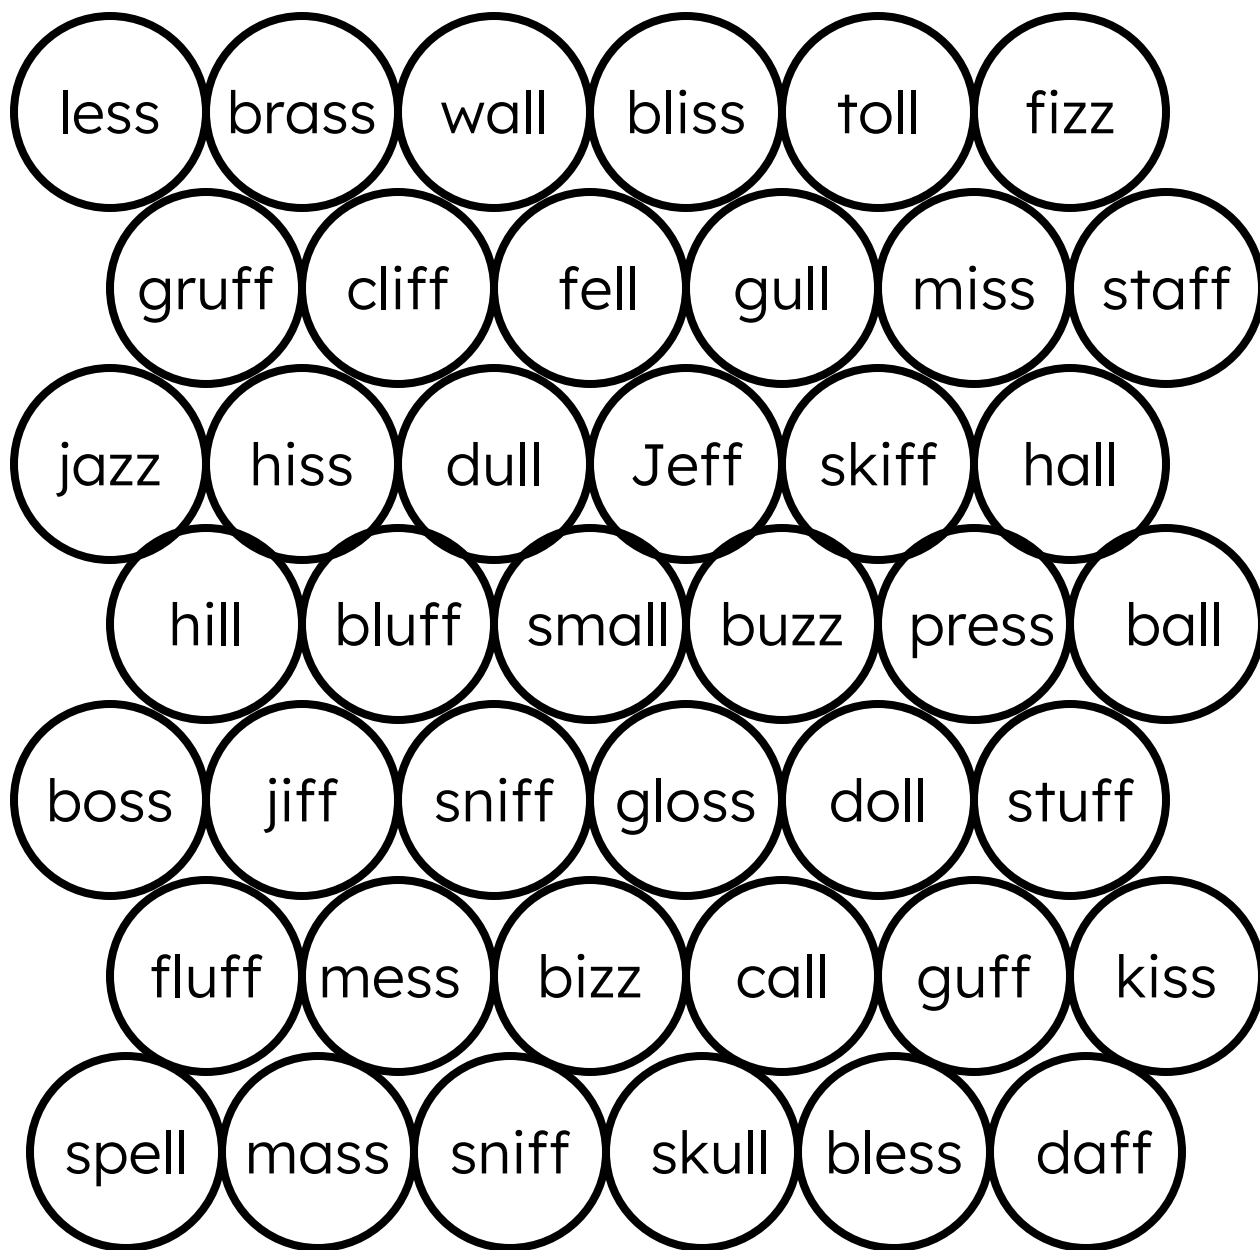 less brass wall bliss toll fizz
gruff cliff fell gull miss staff
jazz hiss dull Jeff skiff hall
hill bluff small buzz press ball
boss jiff sniff gloss doll stuff
fluff mess bizz call guff kiss
spell mass sniff skull bless daff